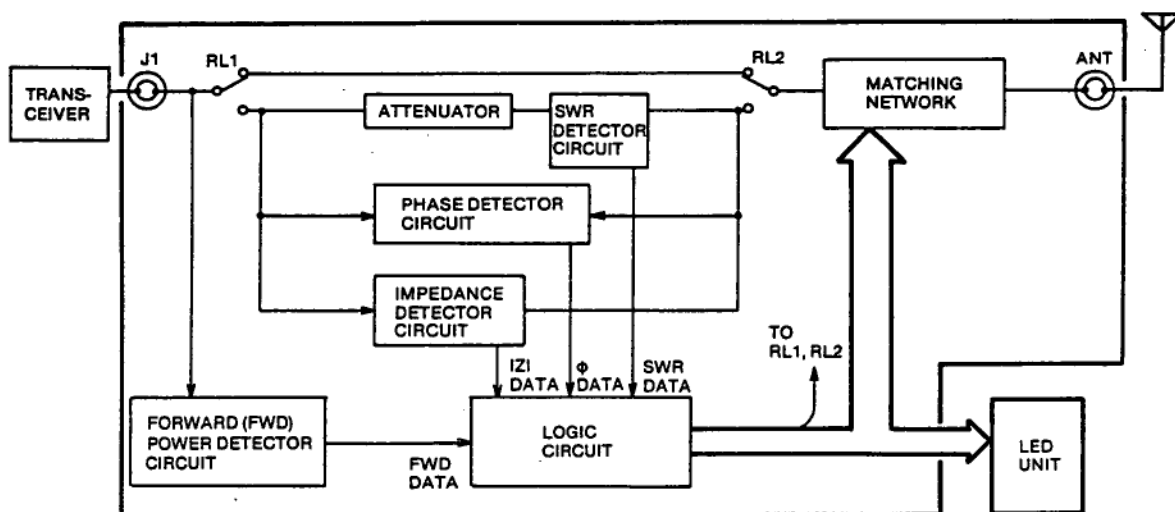 J1
RL1
RL2
ANT
TRANS-
CEIVER
MATCHING
NETWORK
ATTENUATOR
SWR
DETECTOR
CIRCUIT
PHASE DETECTOR
CIRCUIT
IMPEDANCE
DETECTOR
CIRCUIT
TO
RL1, RL2
IZI
DATA
ϕ
DATA
SWR
DATA
FORWARD (FWD)
POWER DETECTOR
CIRCUIT
FWD
DATA
LOGIC
CIRCUIT
LED
UNIT